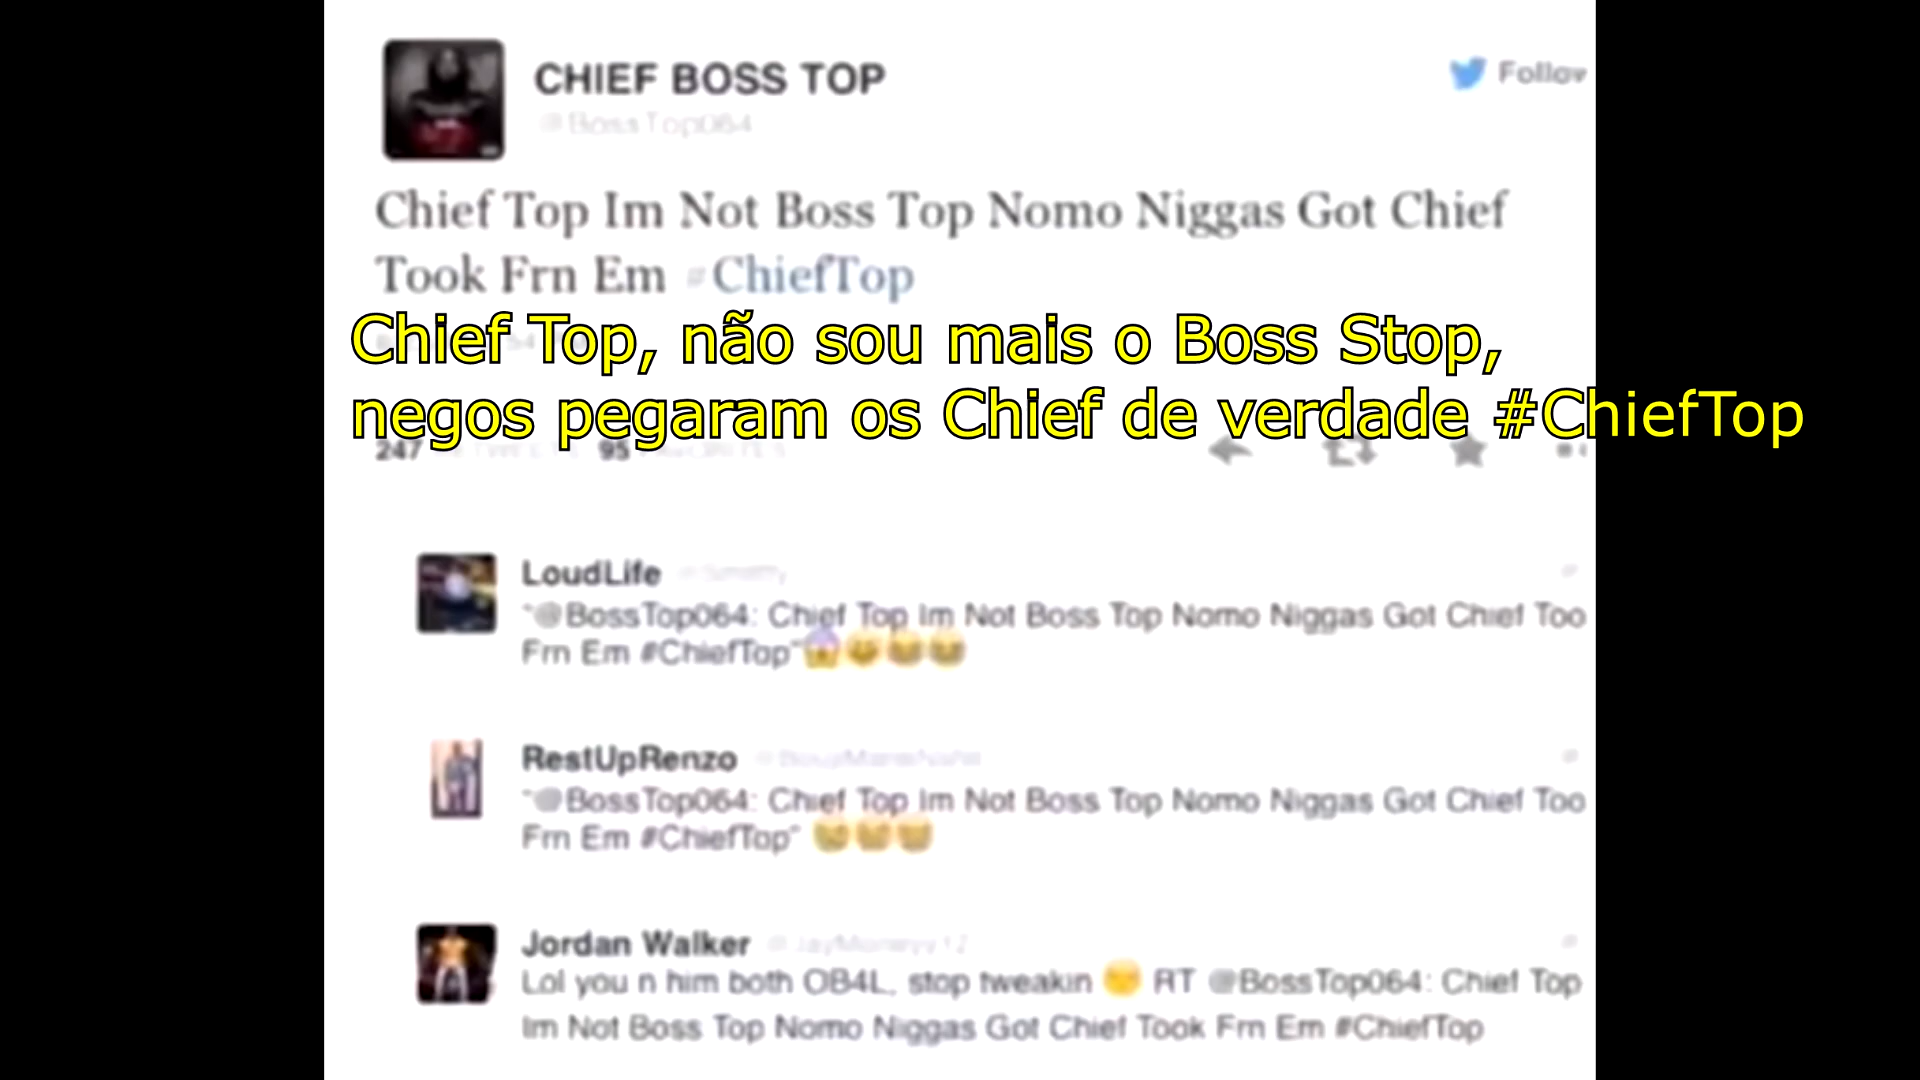 CHIEF BOSS TOP
Follow
@BossTop064
Chief Top Im Not Boss Top Nomo Niggas Got Chief
Took Frn Em #ChiefTop
Chief Top, não sou mais o Boss Stop,
negos pegaram os Chief de verdade #ChiefTop
247 95
LoudLife
"@BossTop064: Chief Top Im Not Boss Top Nomo Niggas Got Chief Too
Frn Em #ChiefTop"😱😂😂😂
RestUpRenzo
"@BossTop064: Chief Top Im Not Boss Top Nomo Niggas Got Chief Too
Frn Em #ChiefTop"
Jordan Walker
Lol you n him both OB4L, stop tweakin RT @BossTop064: Chief Top
Im Not Boss Top Nomo Niggas Got Chief Took Frn Em #ChiefTop